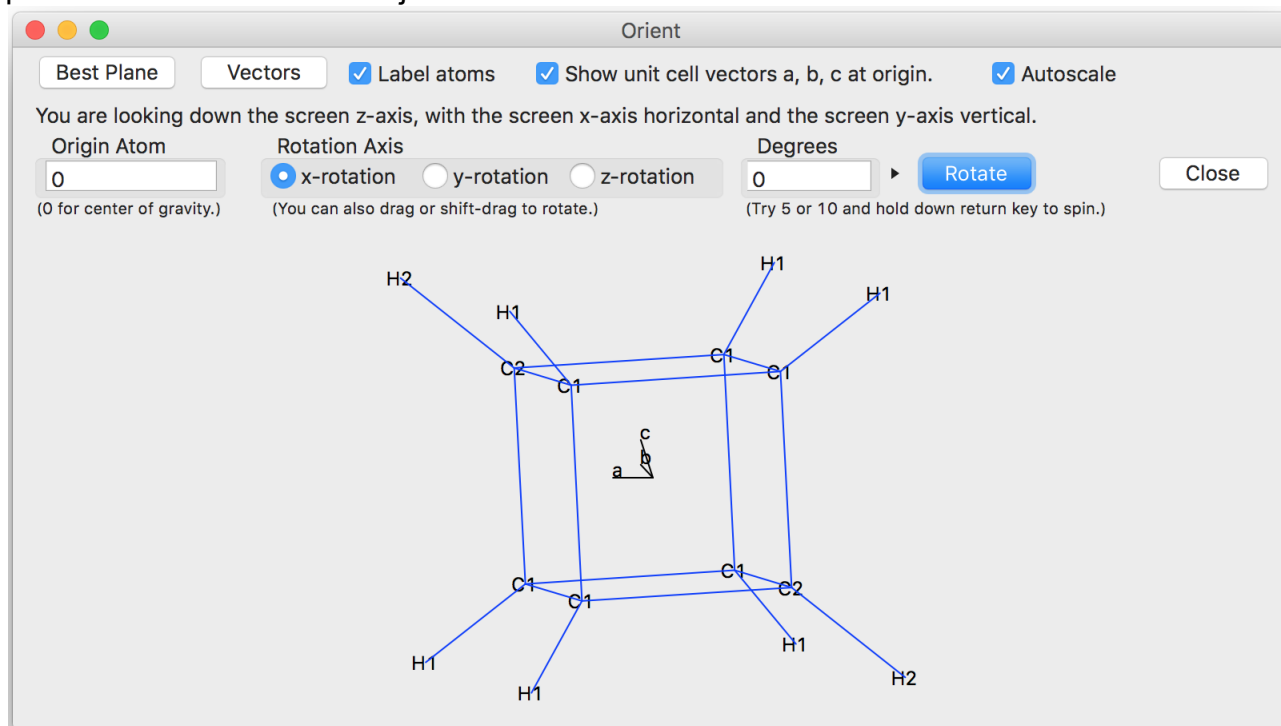 Orient
Best Plane Vectors Label atoms Show unit cell vectors a, b, c at origin. Autoscale
You are looking down the screen z-axis, with the screen x-axis horizontal and the screen y-axis vertical.
Origin Atom Rotation Axis Degrees
0 x-rotation y-rotation z-rotation 0 Rotate Close
(0 for center of gravity.) (You can also drag or shift-drag to rotate.) (Try 5 or 10 and hold down return key to spin.)
H1
H2
H1
H1
C1
C2 C1
C1
c
b
a
C1
C1 C2
C1
H1
H1
H2
H1